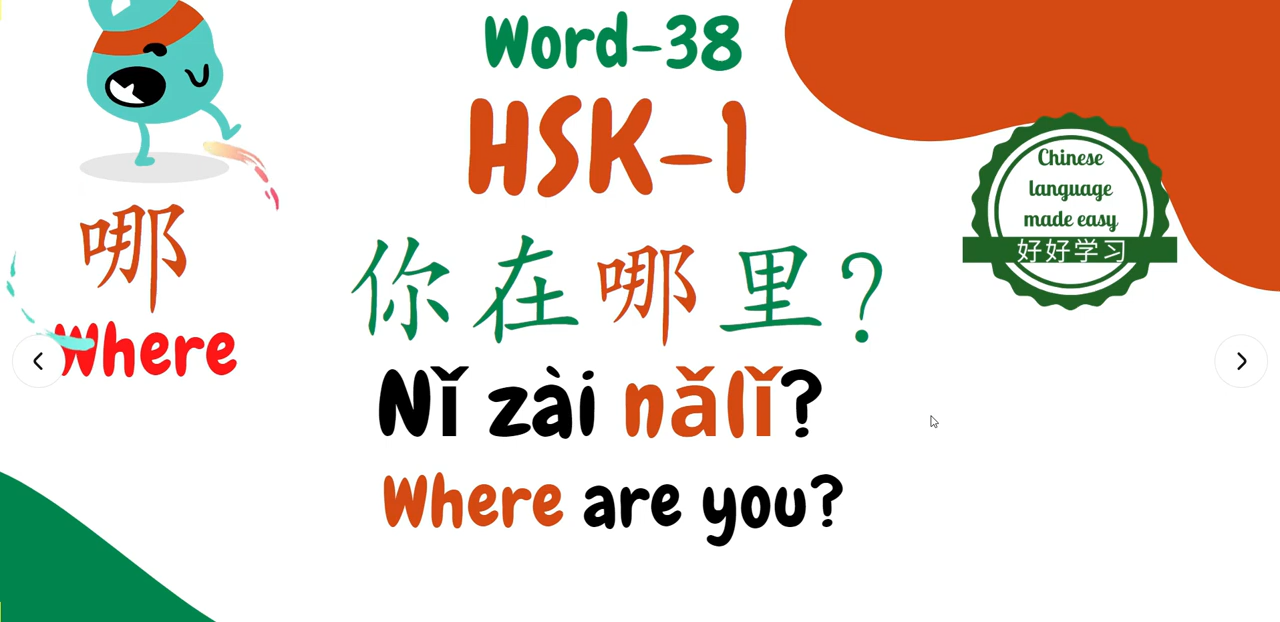 Word-38
HSK-1
哪
Where
你在哪里?
Nǐ zài nǎlǐ?
Where are you?
Chinese
language
made easy
好好学习